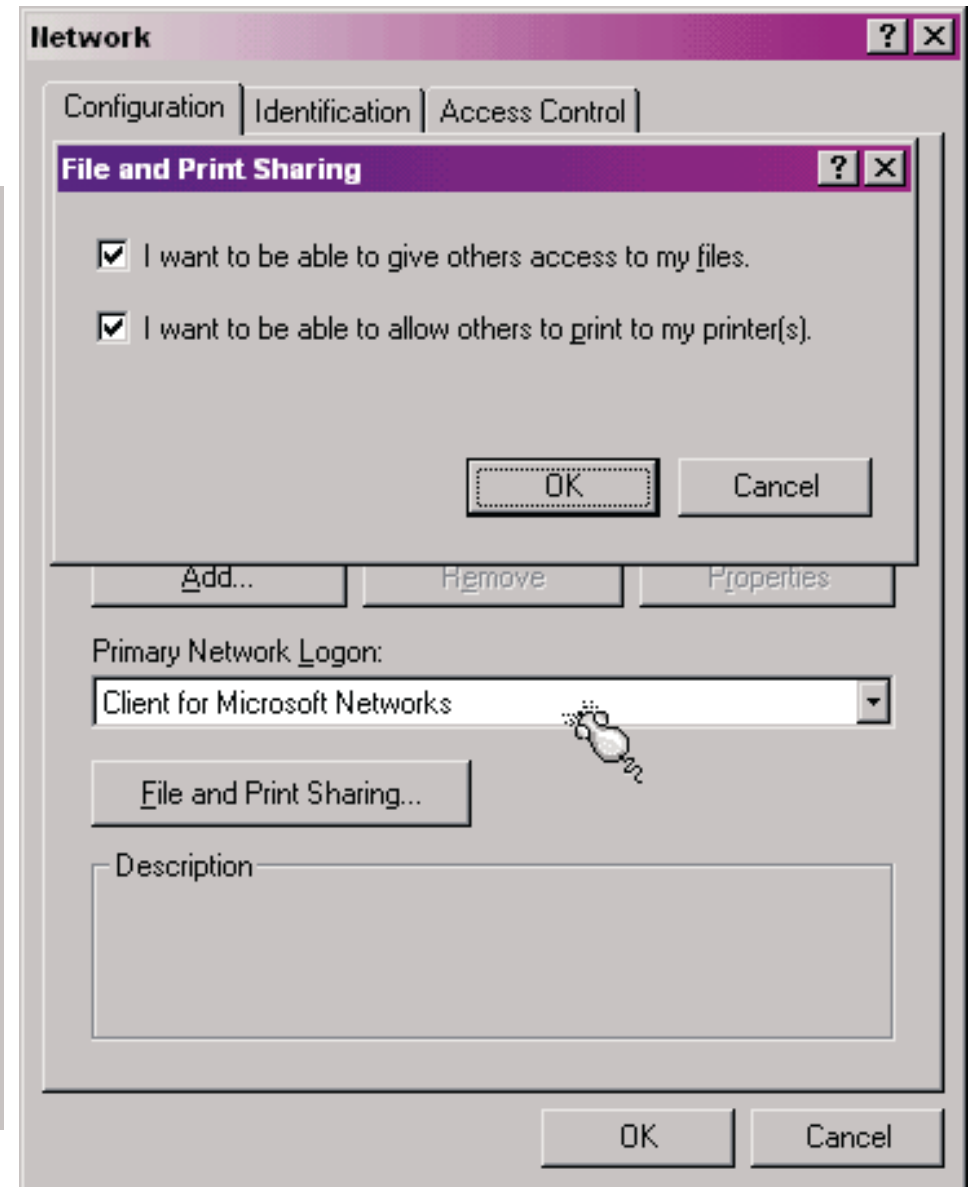 Network
Configuration Identification Access Control
File and Print Sharing
I want to be able to give others access to my files.
I want to be able to allow others to print to my printer(s).
OK Cancel
Add... Remove Properties
Primary Network Logon:
Client for Microsoft Networks
File and Print Sharing...
Description
OK Cancel